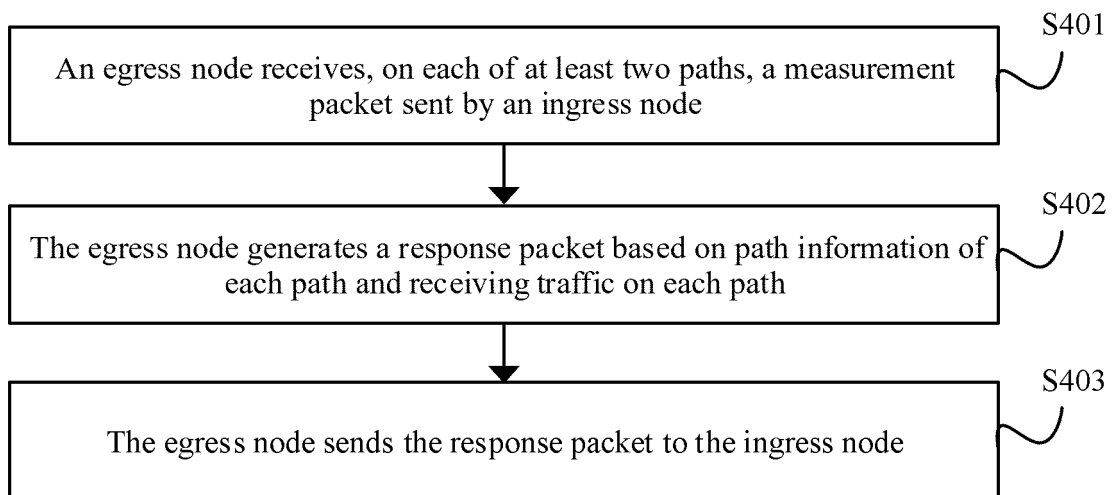 S401
An egress node receives, on each of at least two paths, a measurement
packet sent by an ingress node
S402
The egress node generates a response packet based on path information of
each path and receiving traffic on each path
S403
The egress node sends the response packet to the ingress node